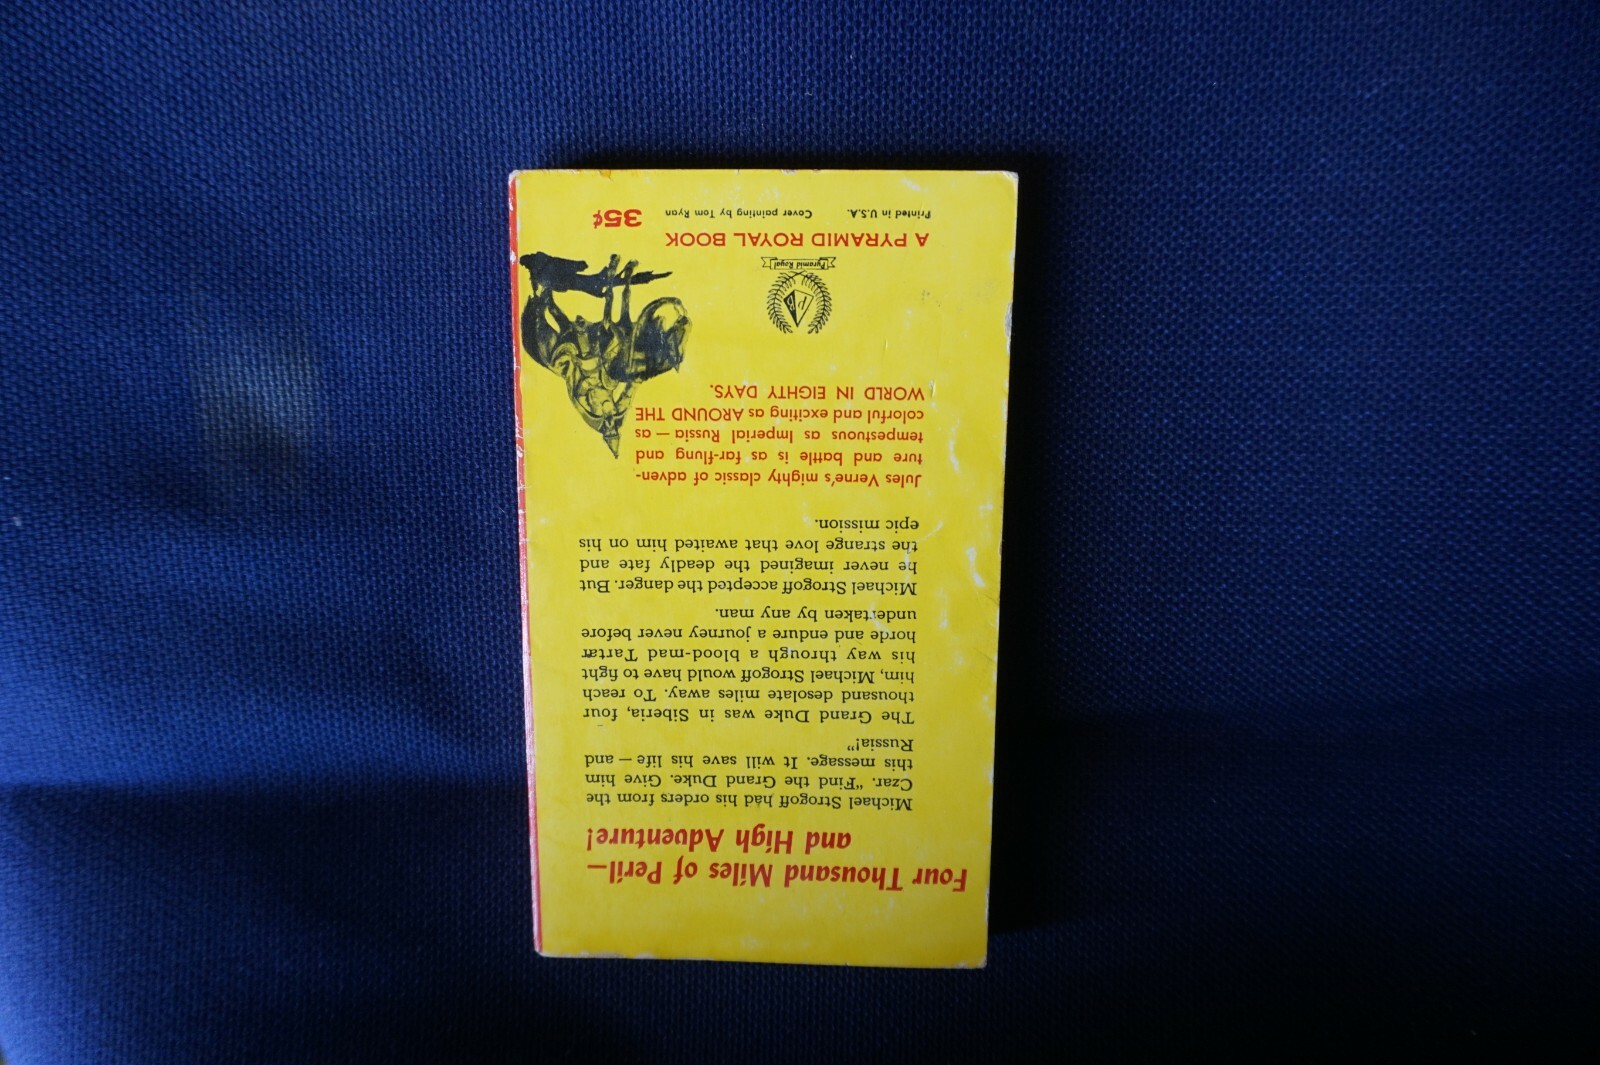 Four Thousand Miles of Peril—
and High Adventure!
Michael Strogoff had his orders from the
Czar. “Find the Grand Duke. Give him
this message. It will save his life — and
Russia!”
The Grand Duke was in Siberia, four
thousand desolate miles away. To reach
him, Michael Strogoff would have to fight
his way through a blood-mad Tartar
horde and endure a journey never before
undertaken by any man.
Michael Strogoff accepted the danger. But
he never imagined the deadly fate and
the strange love that awaited him on his
epic mission.
Jules Verne's mighty classic of adven-
ture and battle is as far-flung and
tempestuous as Imperial Russia — as
colorful and exciting as AROUND THE
WORLD IN EIGHTY DAYS.
PR
Pyramid Royal
A PYRAMID ROYAL BOOK
Printed in U.S.A. Cover painting by Tom Ryan
35¢